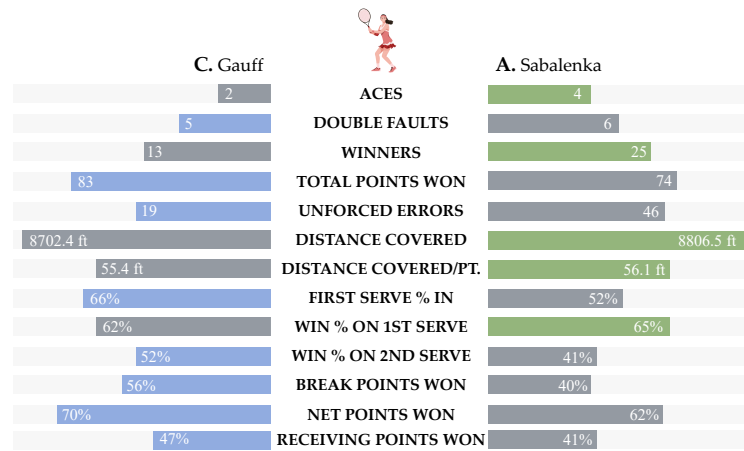 C. Gauff A. Sabalenka
2 ACES 4
5 DOUBLE FAULTS 6
13 WINNERS 25
83 TOTAL POINTS WON 74
19 UNFORCED ERRORS 46
8702.4 ft DISTANCE COVERED 8806.5 ft
55.4 ft DISTANCE COVERED/PT. 56.1 ft
66% FIRST SERVE % IN 52%
62% WIN % ON 1ST SERVE 65%
52% WIN % ON 2ND SERVE 41%
56% BREAK POINTS WON 40%
70% NET POINTS WON 62%
47% RECEIVING POINTS WON 41%